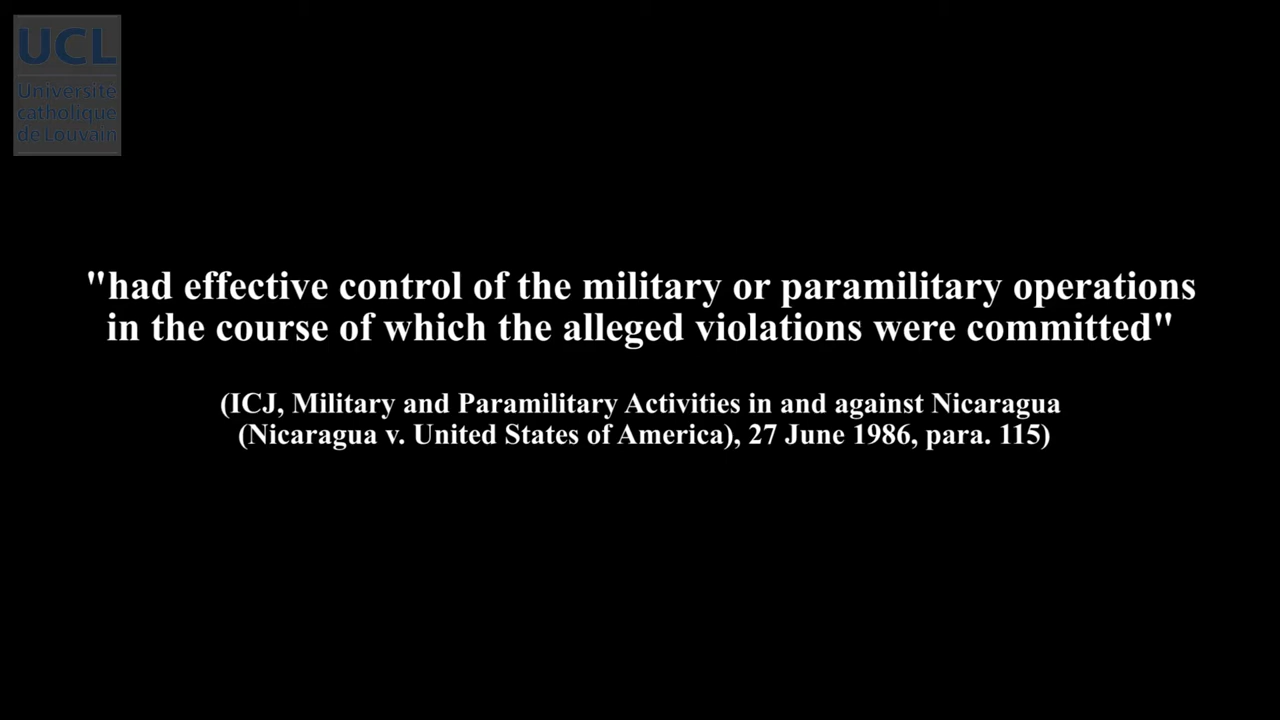 UCL
Université
catholique
de Louvain
"had effective control of the military or paramilitary operations
in the course of which the alleged violations were committed"
(ICJ, Military and Paramilitary Activities in and against Nicaragua
(Nicaragua v. United States of America), 27 June 1986, para. 115)